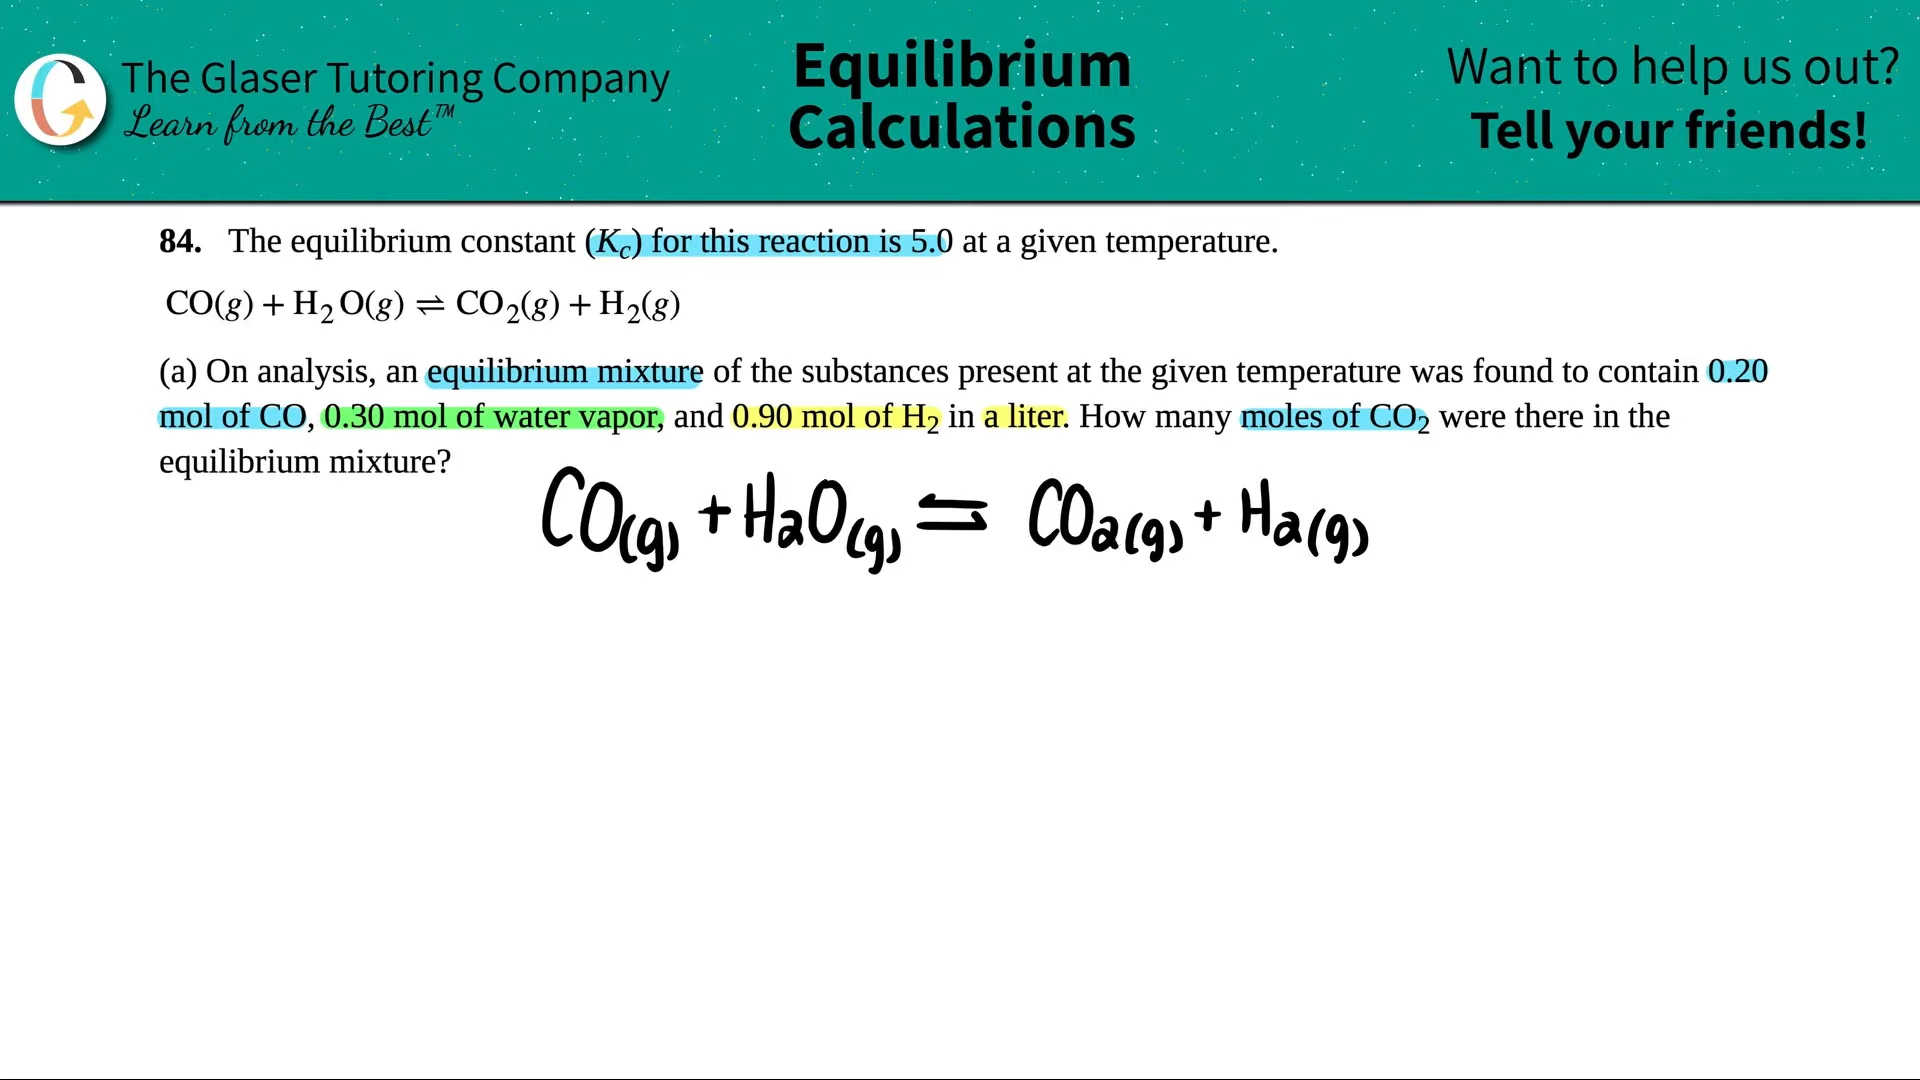 The Glaser Tutoring Company
Learn from the Best™
Equilibrium
Calculations
Want to help us out?
Tell your friends!
84. The equilibrium constant (Kc) for this reaction is 5.0 at a given temperature.
CO(g) + H₂O(g) ⇌ CO₂(g) + H₂(g)
(a) On analysis, an equilibrium mixture of the substances present at the given temperature was found to contain 0.20
mol of CO, 0.30 mol of water vapor, and 0.90 mol of H₂ in a liter. How many moles of CO₂ were there in the
equilibrium mixture?
CO(g) + H₂O(g) ⇌ CO₂(g) + H₂(g)